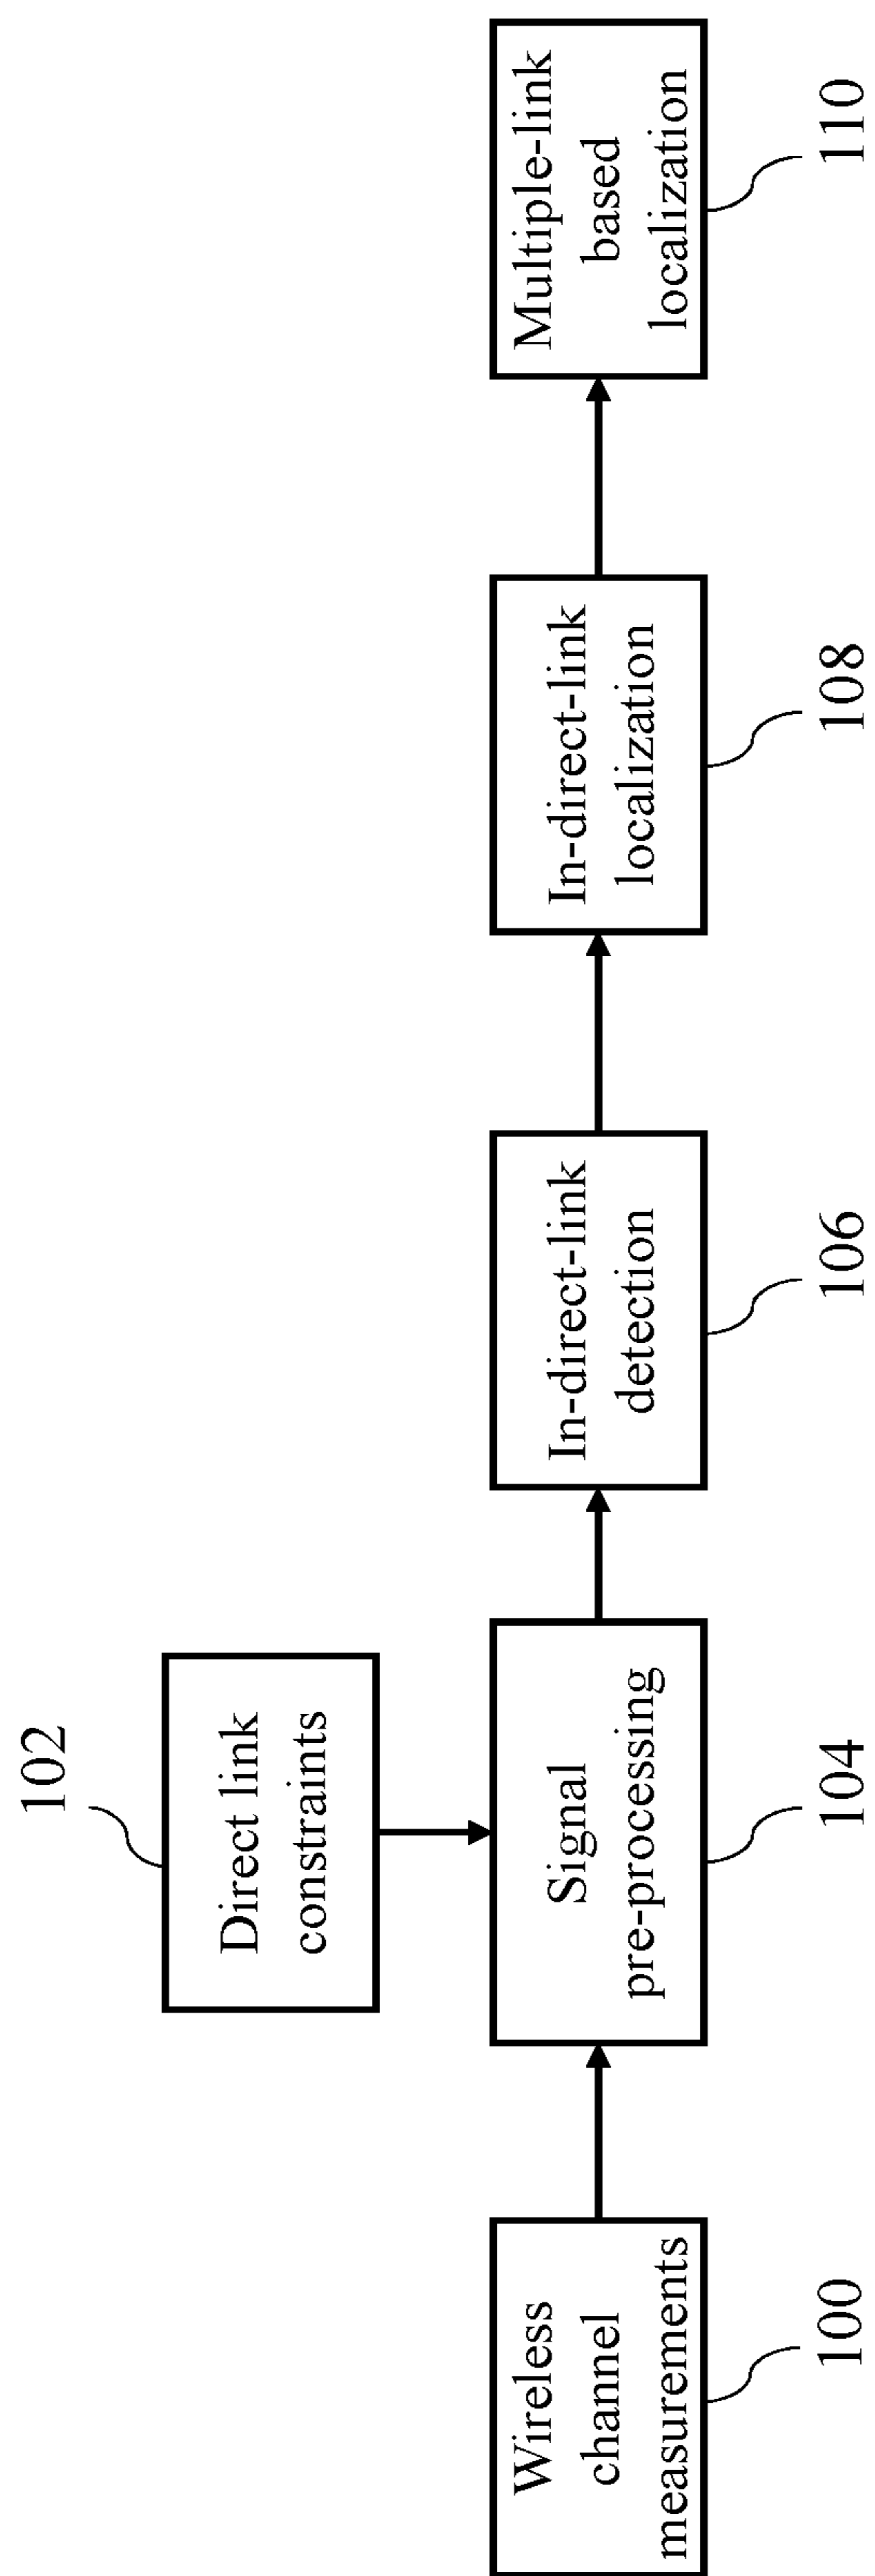 102
Direct link
constraints
Wireless
channel
measurements
Signal
pre-processing
In-direct-link
detection
In-direct-link
localization
Multiple-link
based
localization
100
104
106
108
110